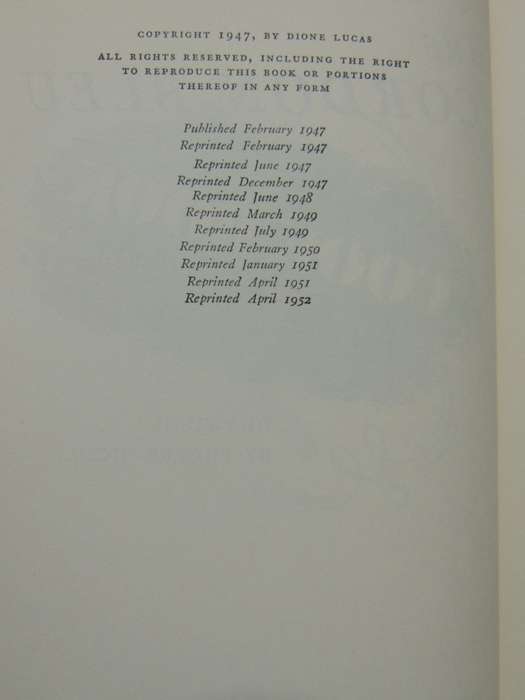 COPYRIGHT 1947, BY DIONE LUCAS
ALL RIGHTS RESERVED, INCLUDING THE RIGHT
TO REPRODUCE THIS BOOK OR PORTIONS
THEREOF IN ANY FORM
Published February 1947
Reprinted February 1947
Reprinted June 1947
Reprinted December 1947
Reprinted June 1948
Reprinted March 1949
Reprinted July 1949
Reprinted February 1950
Reprinted January 1951
Reprinted April 1951
Reprinted April 1952